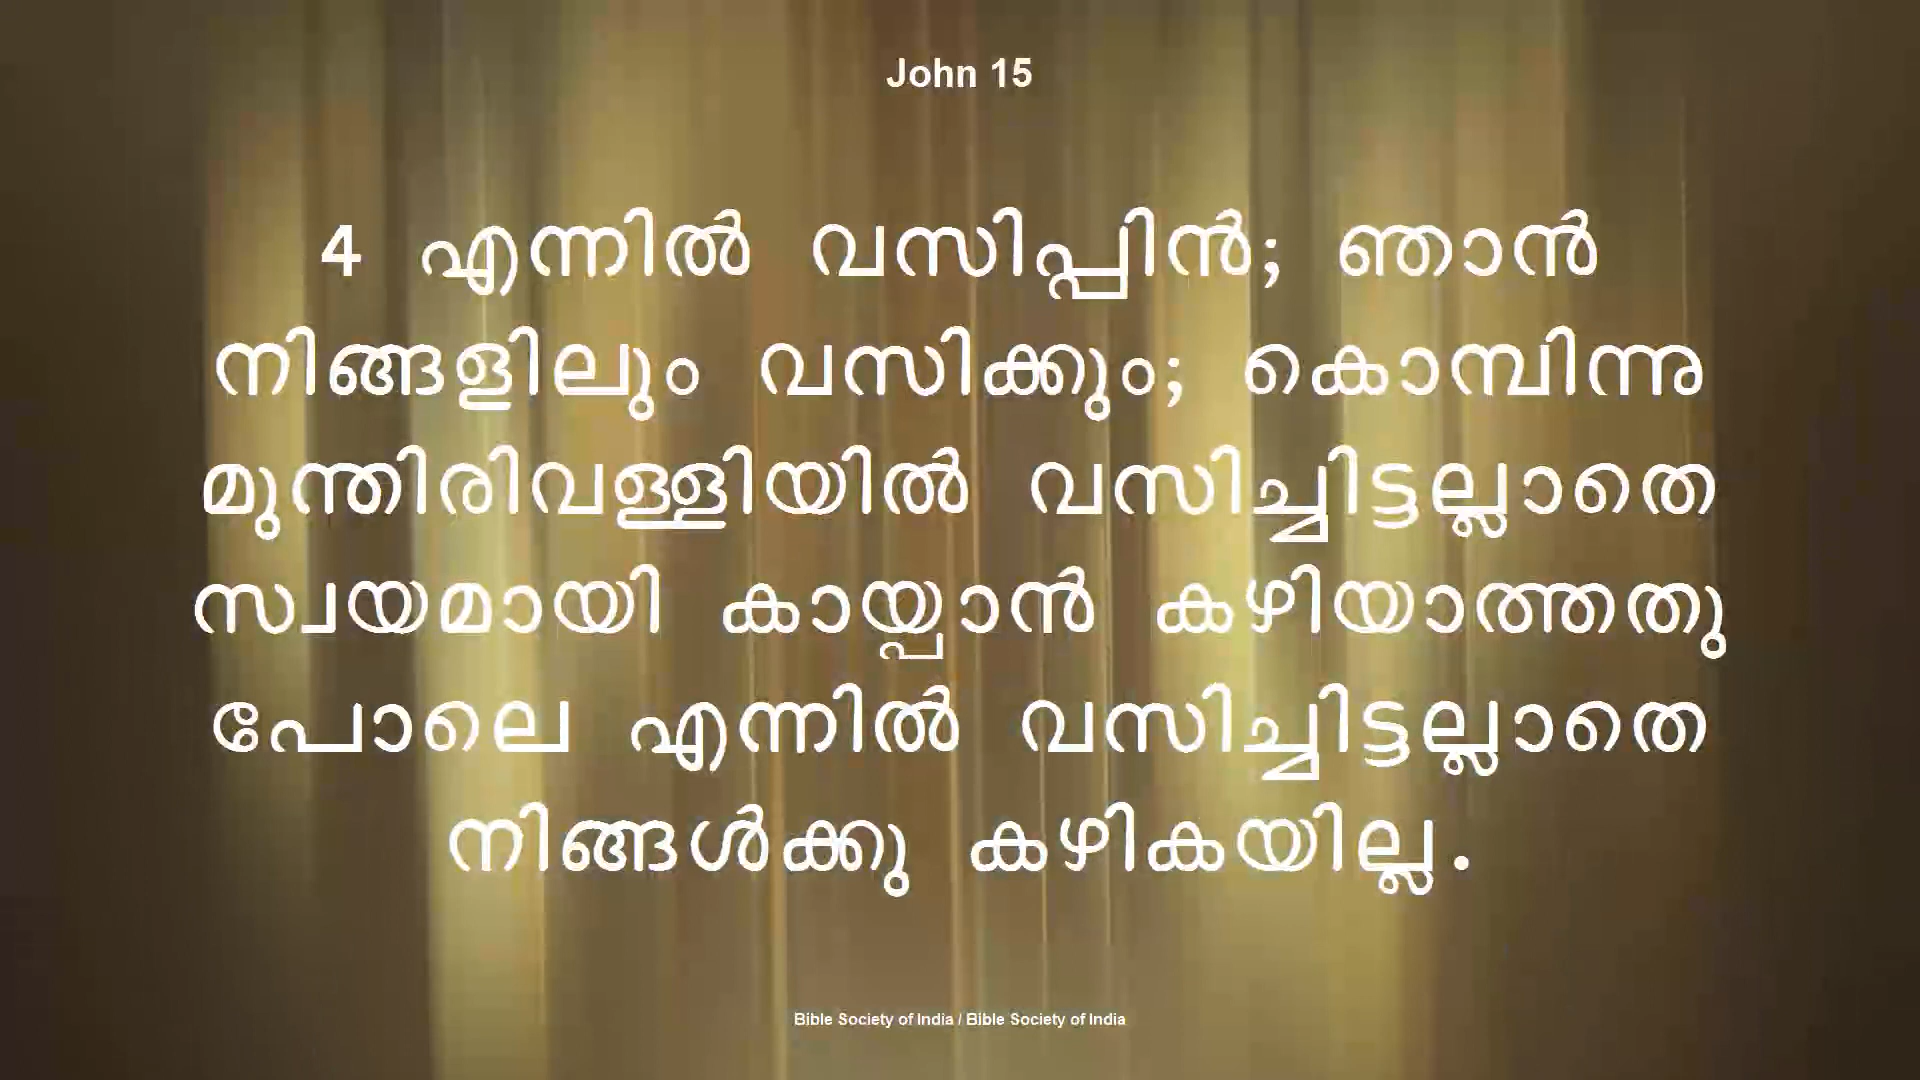 John 15
4 എന്നിൽ വസിപ്പിൻ; ഞാൻ
നിങ്ങളിലും വസിക്കും; കൊമ്പിന്നു
മുന്തിരിവള്ളിയിൽ വസിച്ചിട്ടല്ലാതെ
സ്വയമായി കായ്പാൻ കഴിയാത്തതു
പോലെ എന്നിൽ വസിച്ചിട്ടല്ലാതെ
നിങ്ങൾക്കു കഴികയില്ല.
Bible Society of India / Bible Society of India